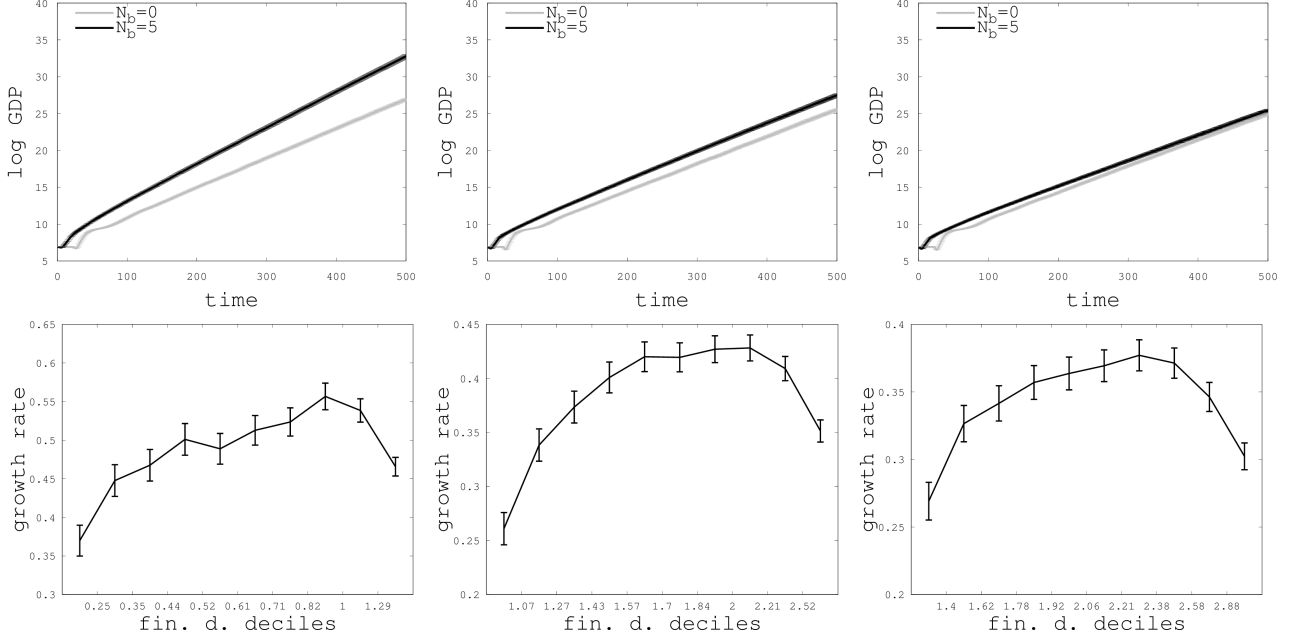 40
35
30
25
20
15
10
5
log GDP
N_b=0
N_b=5
0 100 200 300 400 500
time
40
35
30
25
20
15
10
5
log GDP
N_b=0
N_b=5
0 100 200 300 400 500
time
40
35
30
25
20
15
10
5
log GDP
N_b=0
N_b=5
0 100 200 300 400 500
time
0.65
0.6
0.55
0.5
0.45
0.4
0.35
0.3
growth rate
0.25 0.35 0.44 0.52 0.61 0.71 0.82 1 1.29
fin. d. deciles
0.45
0.4
0.35
0.3
0.25
0.2
growth rate
1.07 1.27 1.43 1.57 1.7 1.84 2 2.21 2.52
fin. d. deciles
0.4
0.35
0.3
0.25
0.2
growth rate
1.4 1.62 1.78 1.92 2.06 2.21 2.38 2.58 2.88
fin. d. deciles